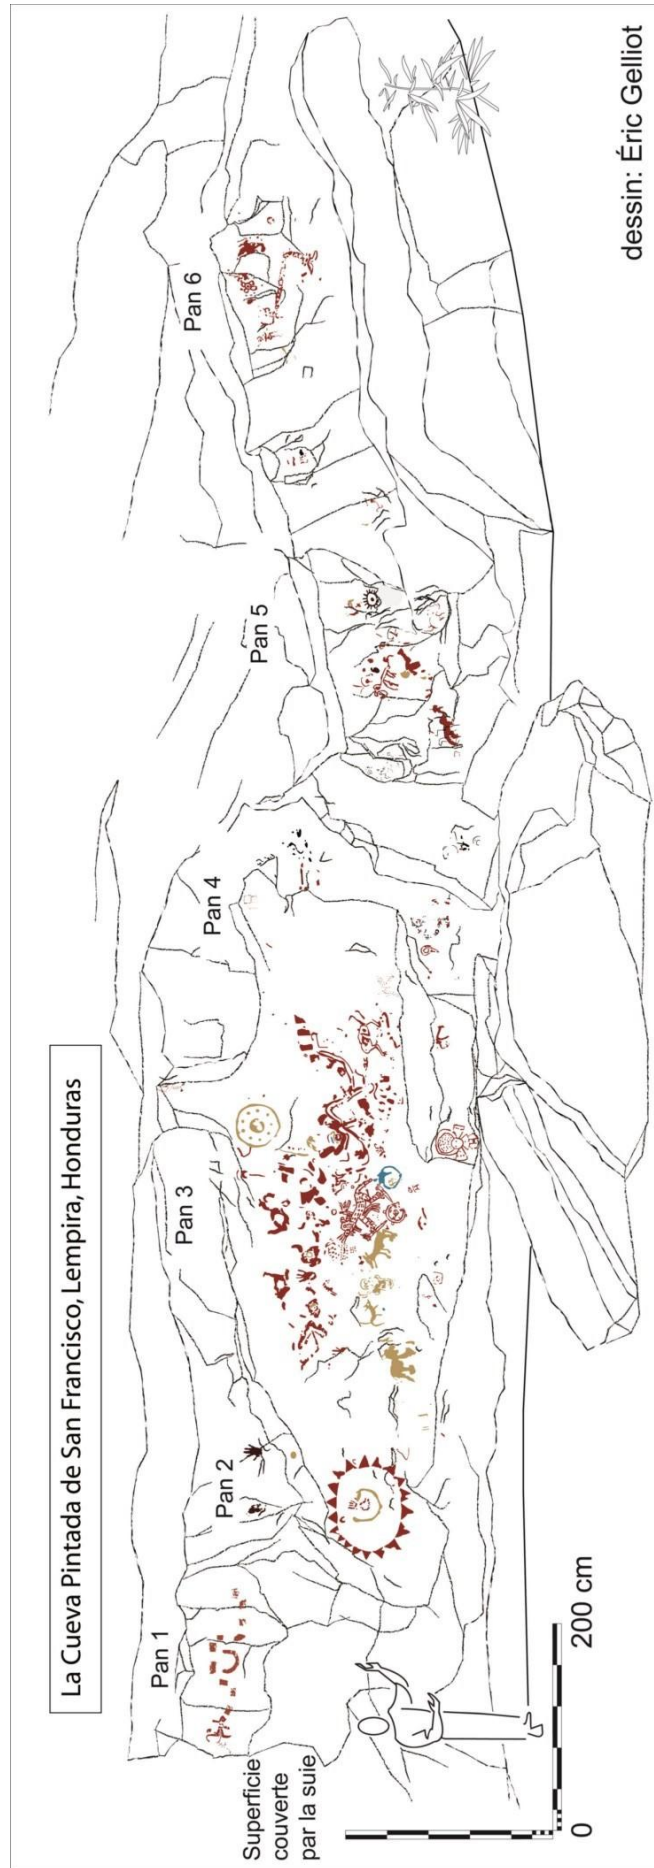 La Cueva Pintada de San Francisco, Lempira, Honduras
Pan 1
Pan 2
Pan 3
Pan 4
Pan 5
Pan 6
Superficie
couverte
par la suie
0
200 cm
dessin: Éric Gelliot